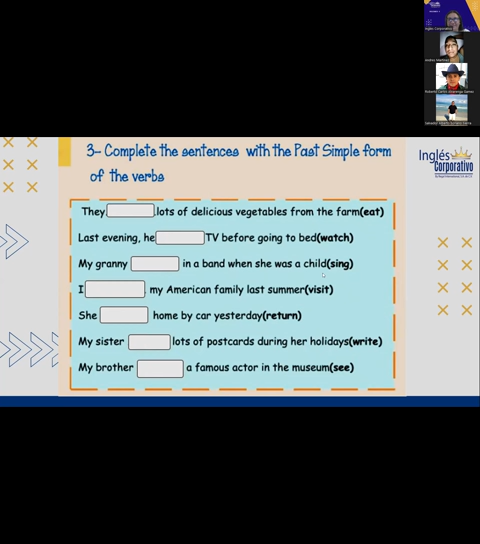 3- Complete the sentences with the Past Simple form
of the verbs
Inglés
Corporativo
They lots of delicious vegetables from the farm(eat)
Last evening, he TV before going to bed(watch)
My granny in a band when she was a child(sing)
I my American family last summer(visit)
She home by car yesterday(return)
My sister lots of postcards during her holidays(write)
My brother a famous actor in the museum(see)